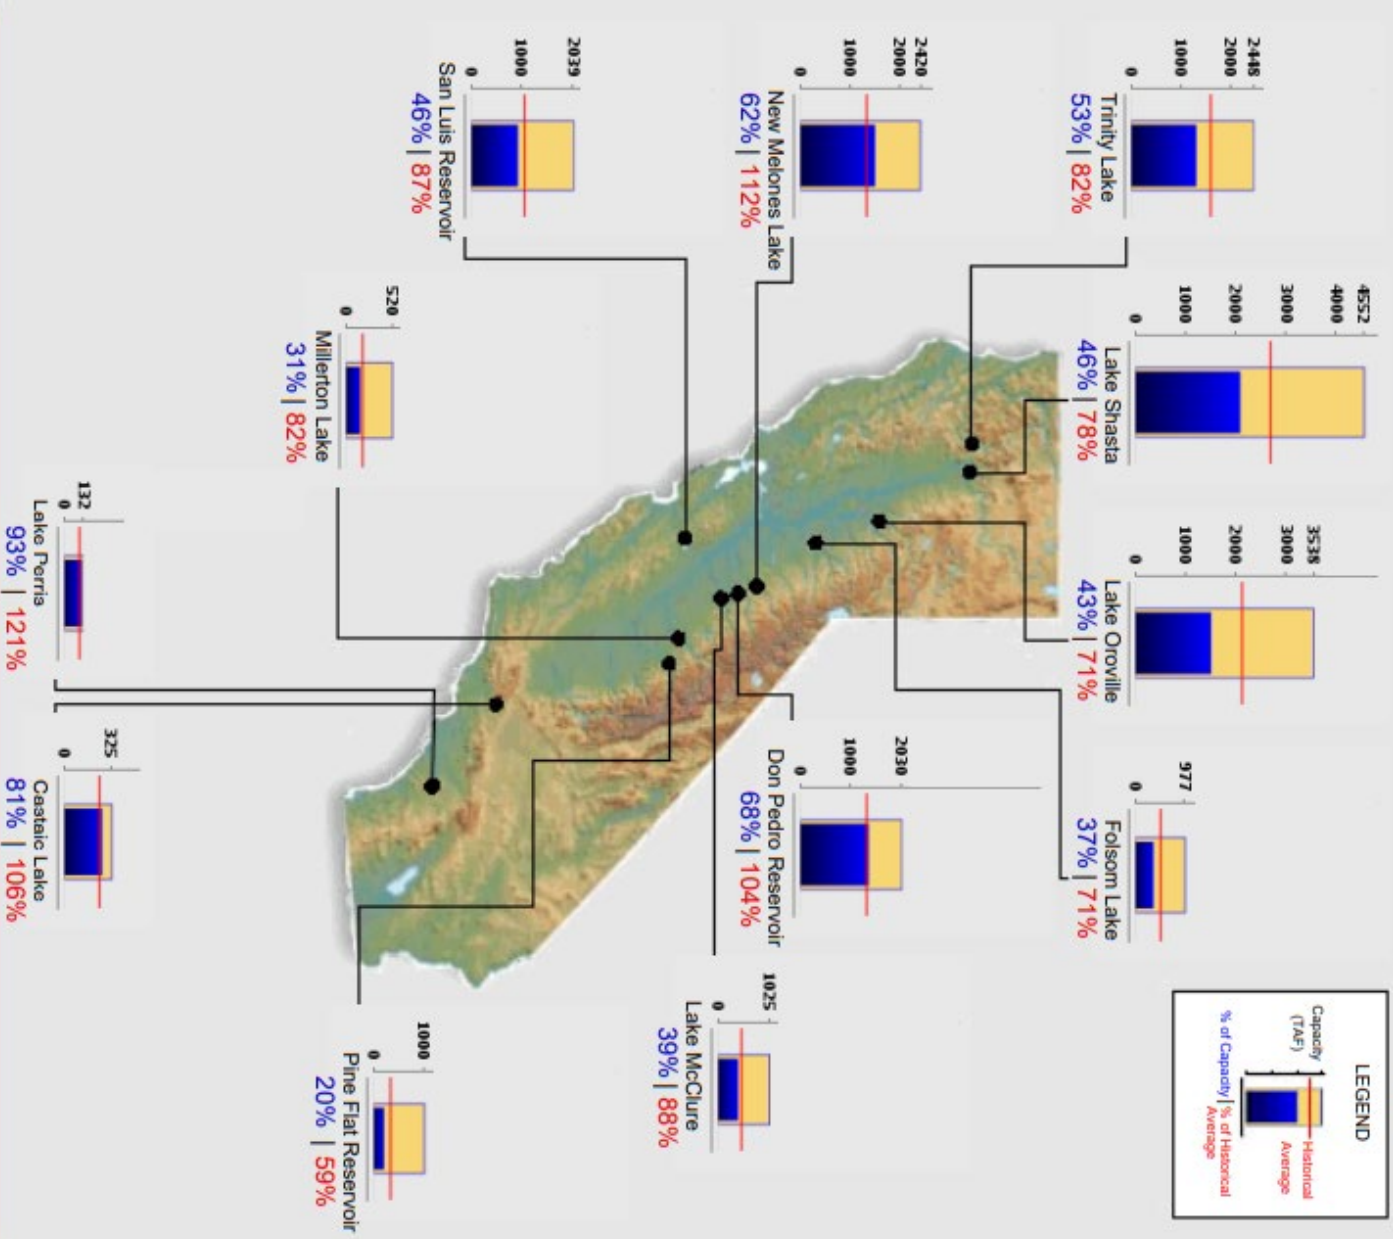 LEGEND
Capacity
(TAF)
Historical
Average
% of Capacity | % of Historical
Average
2448
2000
1000
0
Trinity Lake
53% | 82%
4552
4000
3000
2000
1000
0
Lake Shasta
46% | 78%
3538
3000
2000
1000
0
Lake Oroville
43% | 71%
977
0
Folsom Lake
37% | 71%
2420
2000
1000
0
New Melones Lake
62% | 112%
2030
1000
0
Don Pedro Reservoir
68% | 104%
1025
0
Lake McClure
39% | 88%
2039
1000
0
San Luis Reservoir
46% | 87%
520
0
Millerton Lake
31% | 82%
1000
0
Pine Flat Reservoir
20% | 59%
132
0
Lake Perris
93% | 121%
325
0
Castaic Lake
81% | 106%